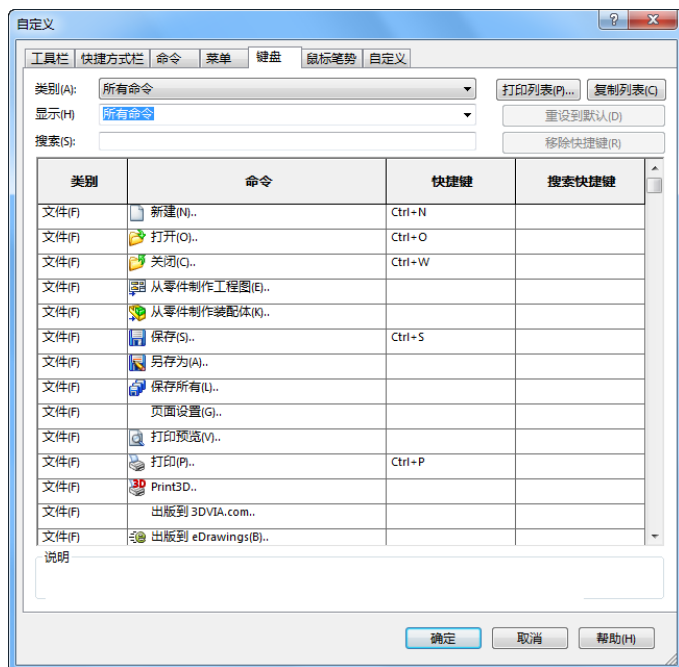 自定义
?
x
工具栏 快捷方式栏 命令 菜单 键盘 鼠标笔势 自定义
类别(A): 所有命令 打印列表(P)... 复制列表(C)
显示(H) 所有命令 重设到默认(D)
搜索(S): 移除快捷键(R)
类别 命令 快捷键 搜索快捷键
文件(F) 新建(N).. Ctrl+N
文件(F) 打开(O).. Ctrl+O
文件(F) 关闭(C).. Ctrl+W
文件(F) 从零件制作工程图(E)..
文件(F) 从零件制作装配体(K)..
文件(F) 保存(S).. Ctrl+S
文件(F) 另存为(A)..
文件(F) 保存所有(L)..
文件(F) 页面设置(G)..
文件(F) 打印预览(V)..
文件(F) 打印(P).. Ctrl+P
文件(F) 3D Print3D..
文件(F) 出版到 3DVIA.com..
文件(F) 出版到 eDrawings(B)..
说明
确定 取消 帮助(H)